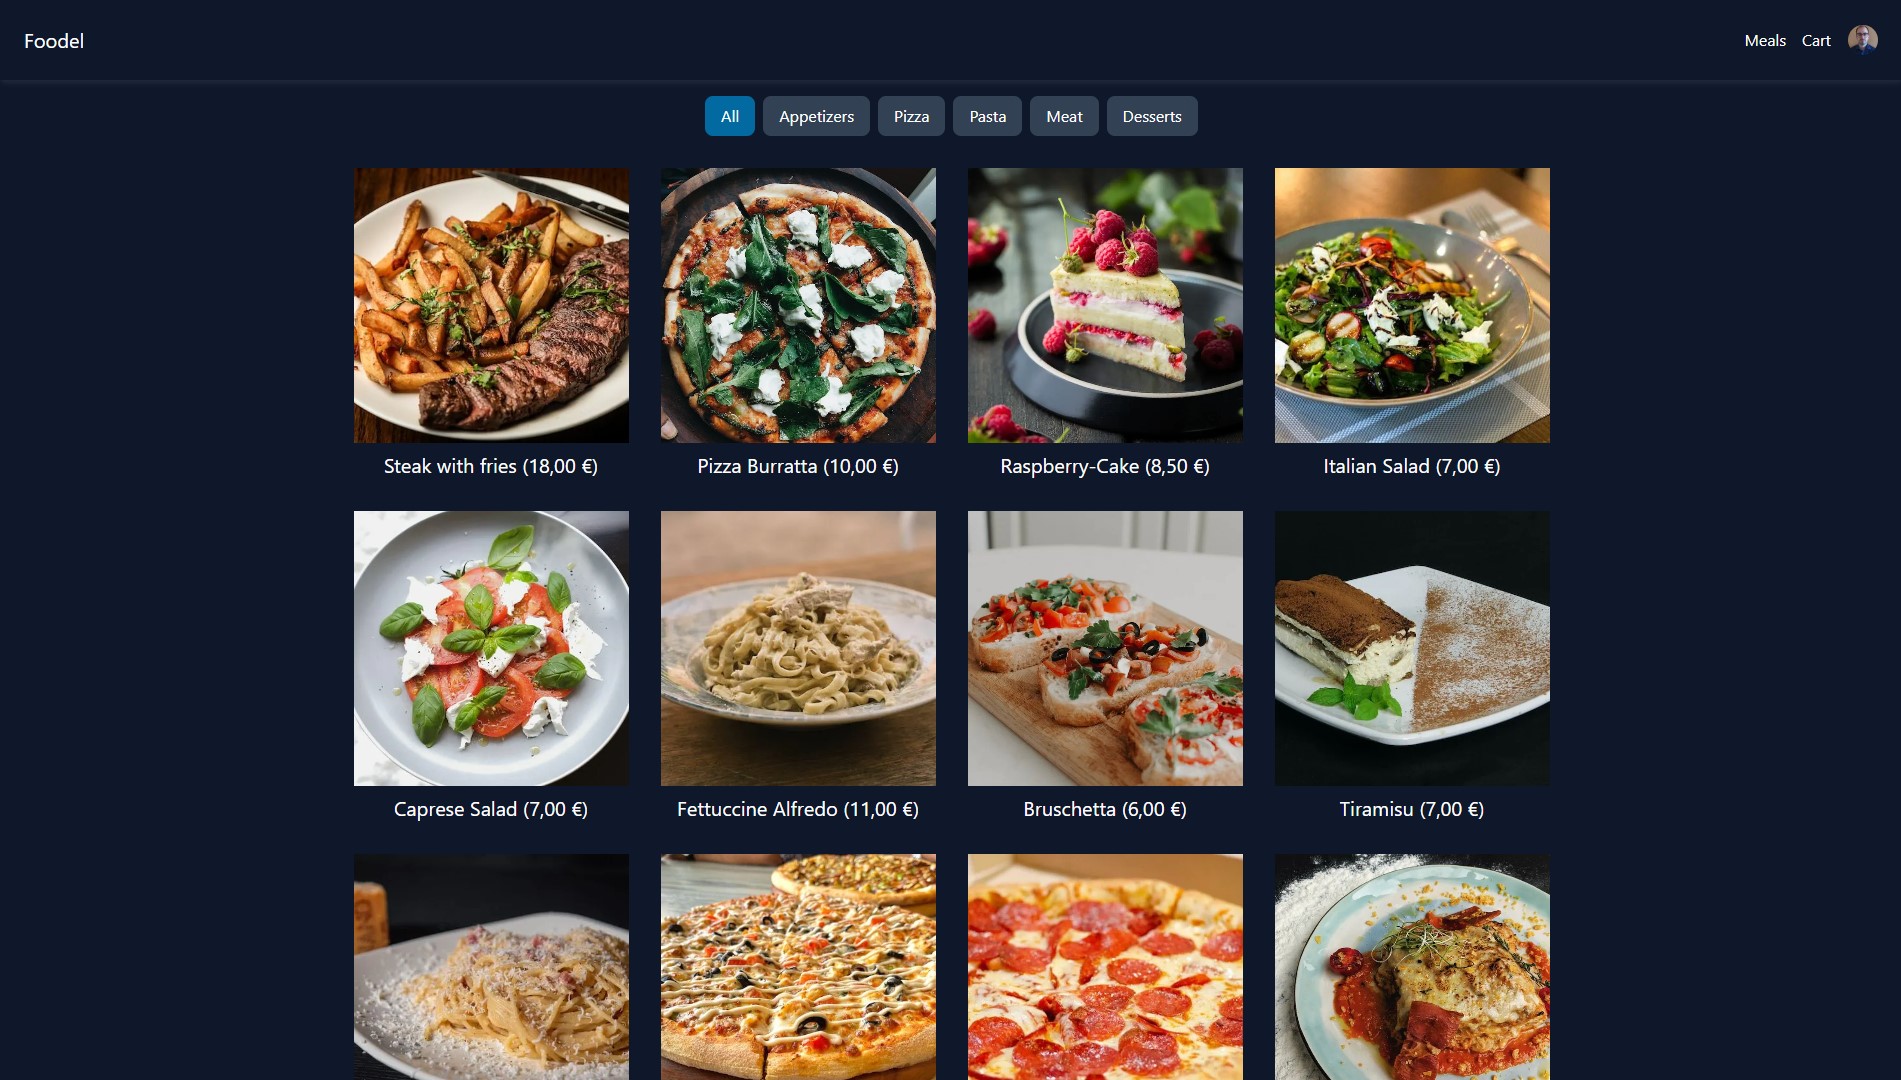 Foodel
Meals Cart
All Appetizers Pizza Pasta Meat Desserts
Steak with fries (18,00 €) Pizza Burratta (10,00 €) Raspberry-Cake (8,50 €) Italian Salad (7,00 €)
Caprese Salad (7,00 €) Fettuccine Alfredo (11,00 €) Bruschetta (6,00 €) Tiramisu (7,00 €)